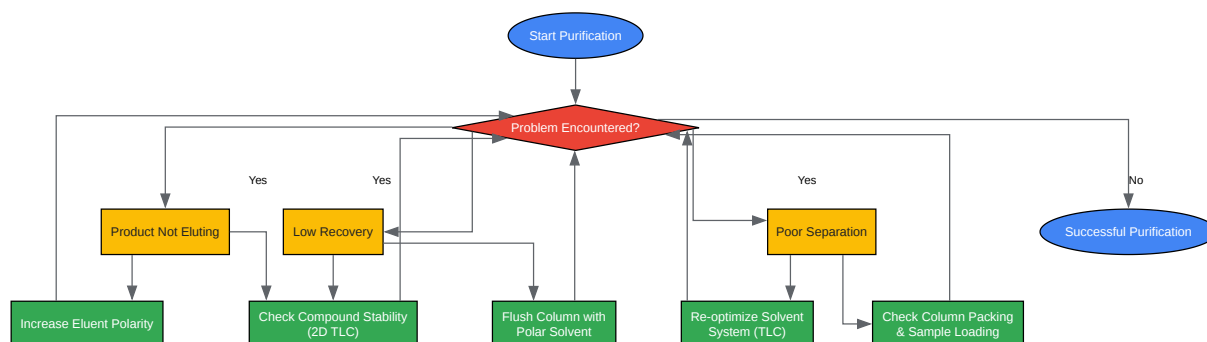 Start Purification
Problem Encountered?
Yes
Yes
Yes
No
Product Not Eluting
Low Recovery
Poor Separation
Successful Purification
Increase Eluent Polarity
Check Compound Stability
(2D TLC)
Flush Column with
Polar Solvent
Re-optimize Solvent
System (TLC)
Check Column Packing
& Sample Loading